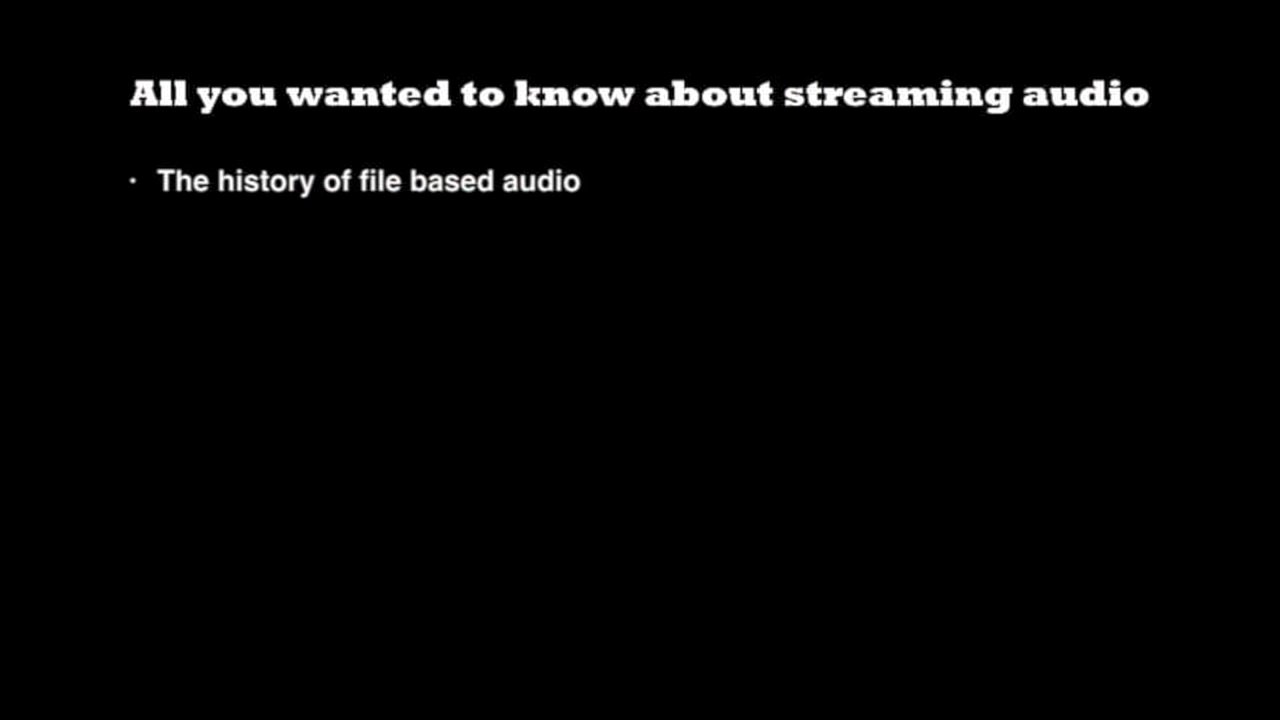 All you wanted to know about streaming audio
· The history of file based audio